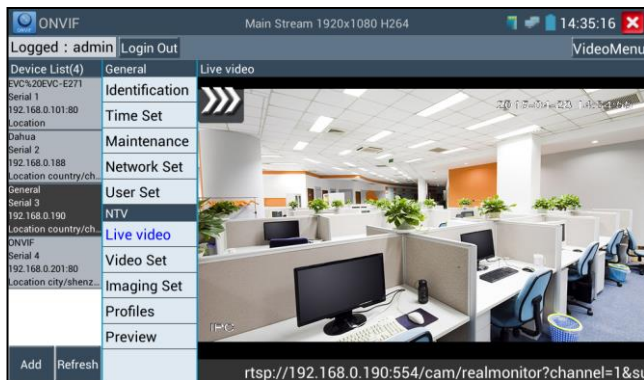 ONVIF
Main Stream 1920x1080 H264
14:35:16
Logged : admin
Login Out
VideoMenu
Device List(4)
EVC%20EVC-E271
Serial 1
192.168.0.101:80
Location
Dahua
Serial 2
192.168.0.188
Location country/ch..
General
Serial 3
192.168.0.190
Location country/ch..
ONVIF
Serial 4
192.168.0.201:80
Location city/shenz...
Add
Refresh
General
Identification
Time Set
Maintenance
Network Set
User Set
NTV
Live video
Video Set
Imaging Set
Profiles
Preview
Live video
IPC
rtsp://192.168.0.190:554/cam/realmonitor?channel=1&su